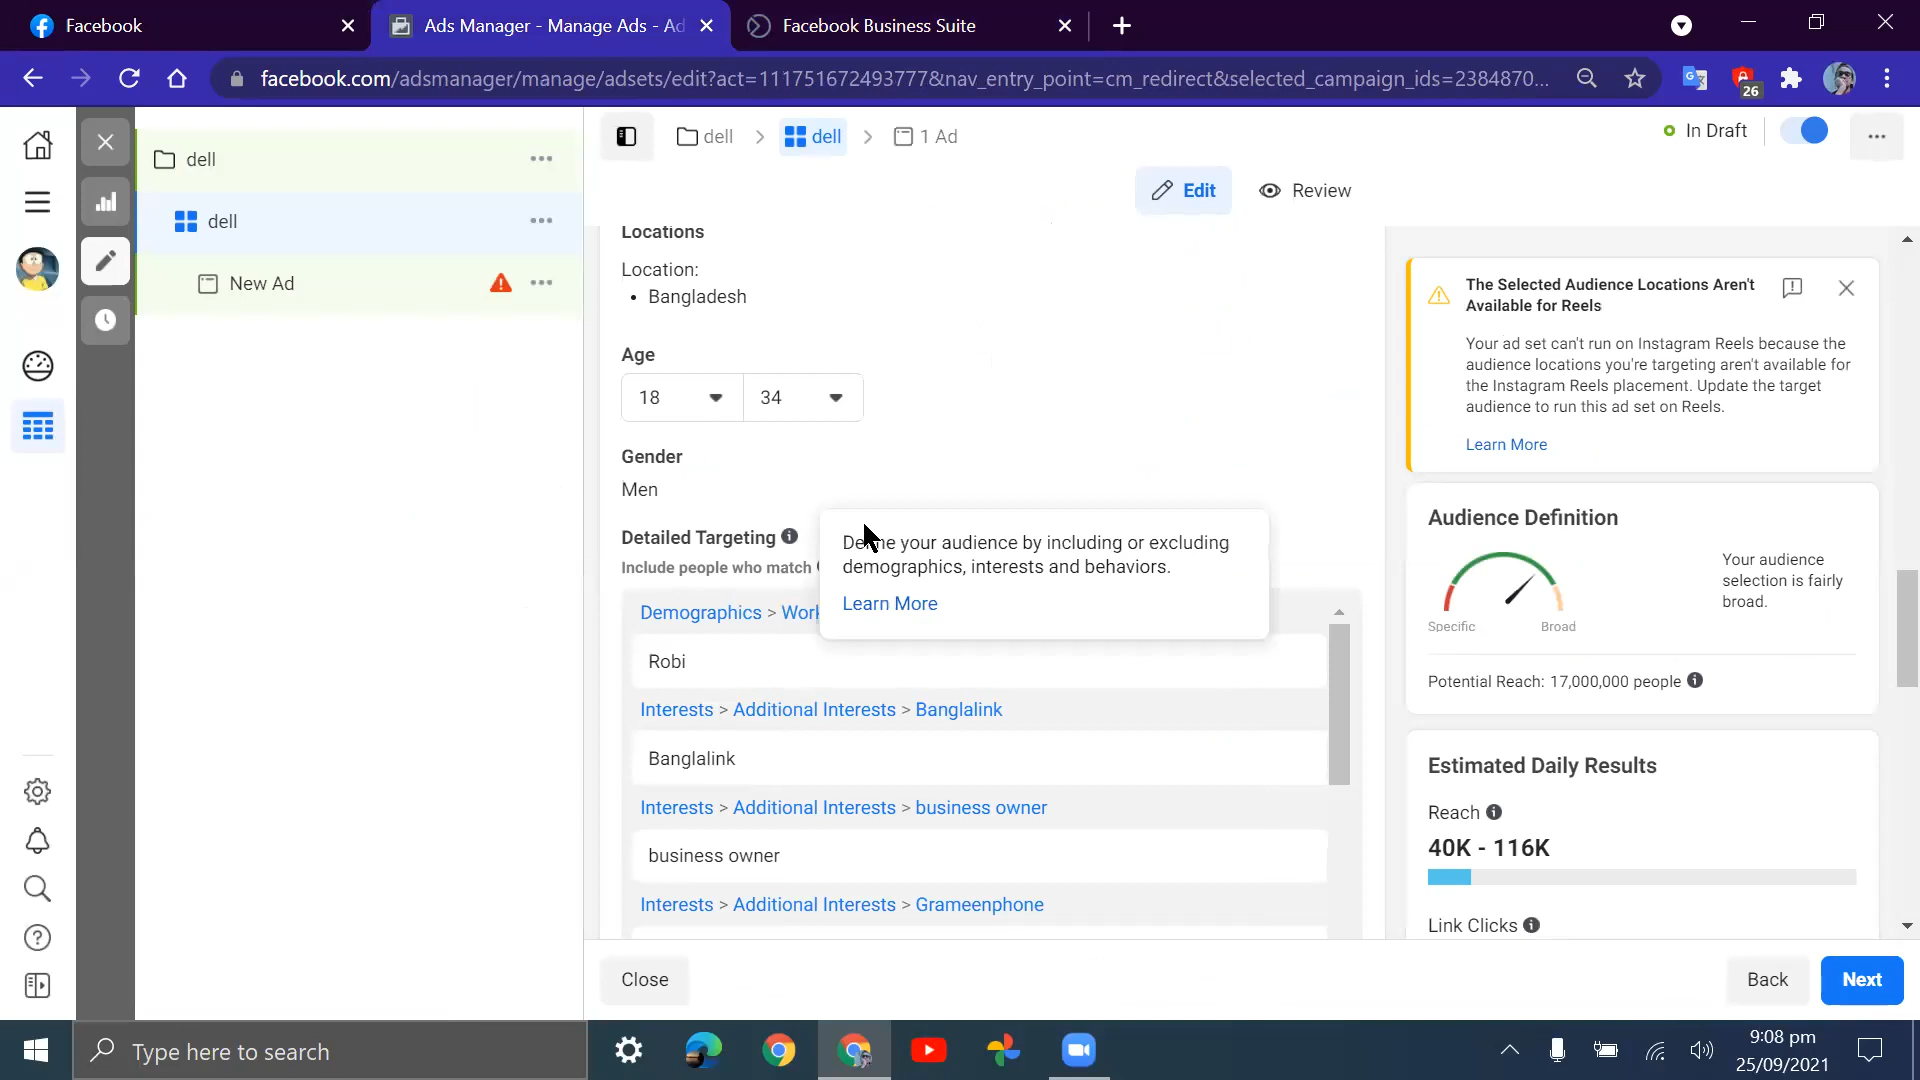 Facebook
Ads Manager - Manage Ads - Ad
Facebook Business Suite
facebook.com/adsmanager/manage/adsets/edit?act=111751672493777&nav_entry_point=cm_redirect&selected_campaign_ids=2384870...
26
dell
dell
New Ad
dell > dell > 1 Ad
In Draft
Edit
Review
Locations
Location:
• Bangladesh
Age
18
34
Gender
Men
Detailed Targeting
Include people who match
Define your audience by including or excluding
demographics, interests and behaviors.
Learn More
Demographics > Work
Robi
Interests > Additional Interests > Banglalink
Banglalink
Interests > Additional Interests > business owner
business owner
Interests > Additional Interests > Grameenphone
The Selected Audience Locations Aren't
Available for Reels
Your ad set can't run on Instagram Reels because the
audience locations you're targeting aren't available for
the Instagram Reels placement. Update the target
audience to run this ad set on Reels.
Learn More
Audience Definition
Your audience
selection is fairly
broad.
Specific
Broad
Potential Reach: 17,000,000 people
Estimated Daily Results
Reach
40K - 116K
Link Clicks
Close
Back
Next
Type here to search
9:08 pm
25/09/2021